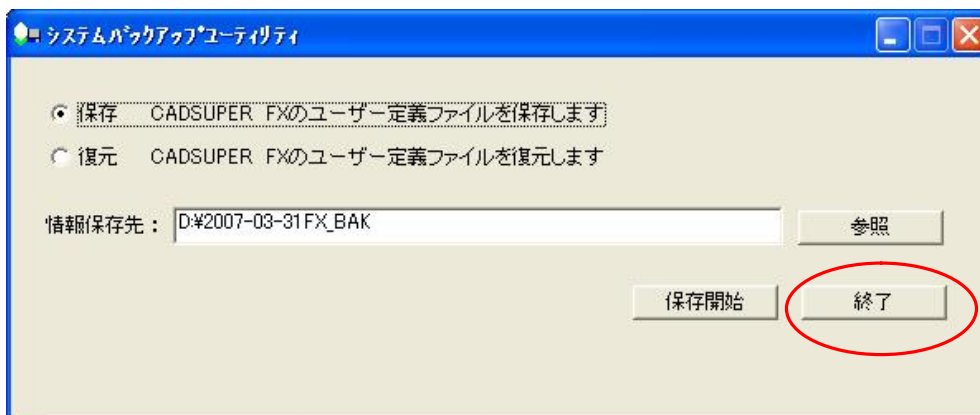 システムバックアップユーティリティ
保存 CADSUPER FXのユーザー定義ファイルを保存します
復元 CADSUPER FXのユーザー定義ファイルを復元します
情報保存先： D:¥2007-03-31FX_BAK 参照
保存開始 終了